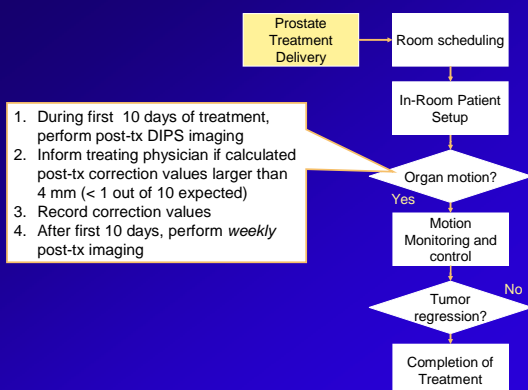 Prostate
Treatment
Delivery
Room scheduling
In-Room Patient
Setup
1. During first 10 days of treatment,
perform post-tx DIPS imaging
2. Inform treating physician if calculated
post-tx correction values larger than
4 mm (< 1 out of 10 expected)
3. Record correction values
4. After first 10 days, perform weekly
post-tx imaging
Organ motion?
Yes
Motion
Monitoring and
control
No
Tumor
regression?
Completion of
Treatment